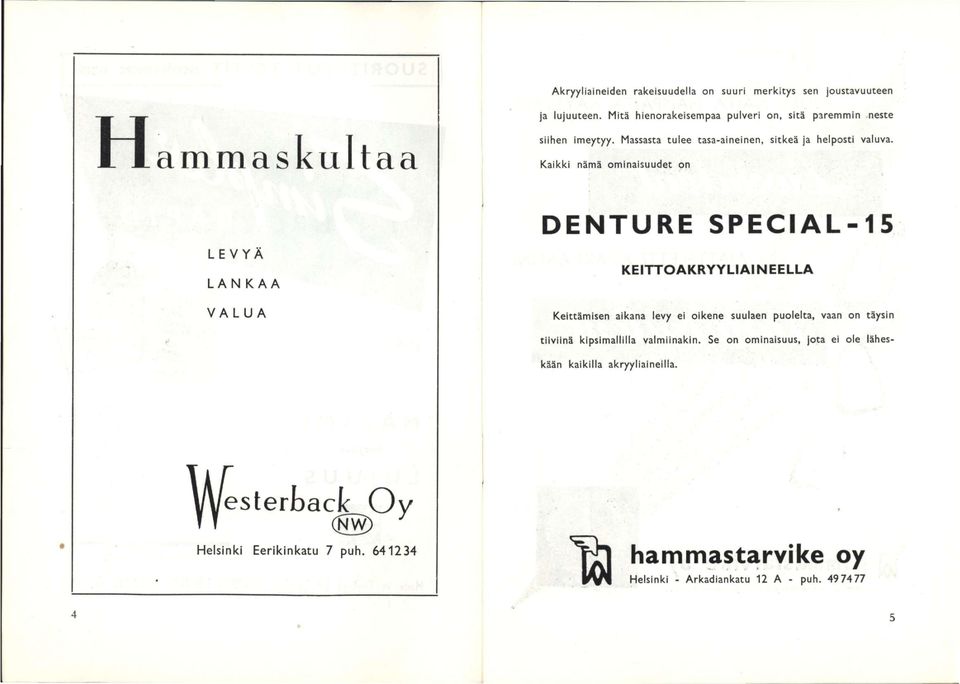 Hammaskultaa
LEVYÄ
LANKAA
VALUA
Westerback Oy
NW
Helsinki Eerikinkatu 7 puh. 641234
4
Akryyliaineiden rakeisuudella on suuri merkitys sen joustavuuteen
ja lujuuteen. Mitä hienorakeisempaa pulveri on, sitä paremmin neste
siihen imeytyy. Massasta tulee tasa-aineinen, sitkeä ja helposti valuva.
Kaikki nämä ominaisuudet on
DENTURE SPECIAL-15
KEITTOAKRYYLIAINEELLA
Keittämisen aikana levy ei oikene suulaen puolelta, vaan on täysin
tiiviinä kipsimallilla valmiinakin. Se on ominaisuus, jota ei ole lähes-
kään kaikilla akryyliaineilla.
hammastarvike oy
Helsinki - Arkadiankatu 12 A - puh. 497477
5